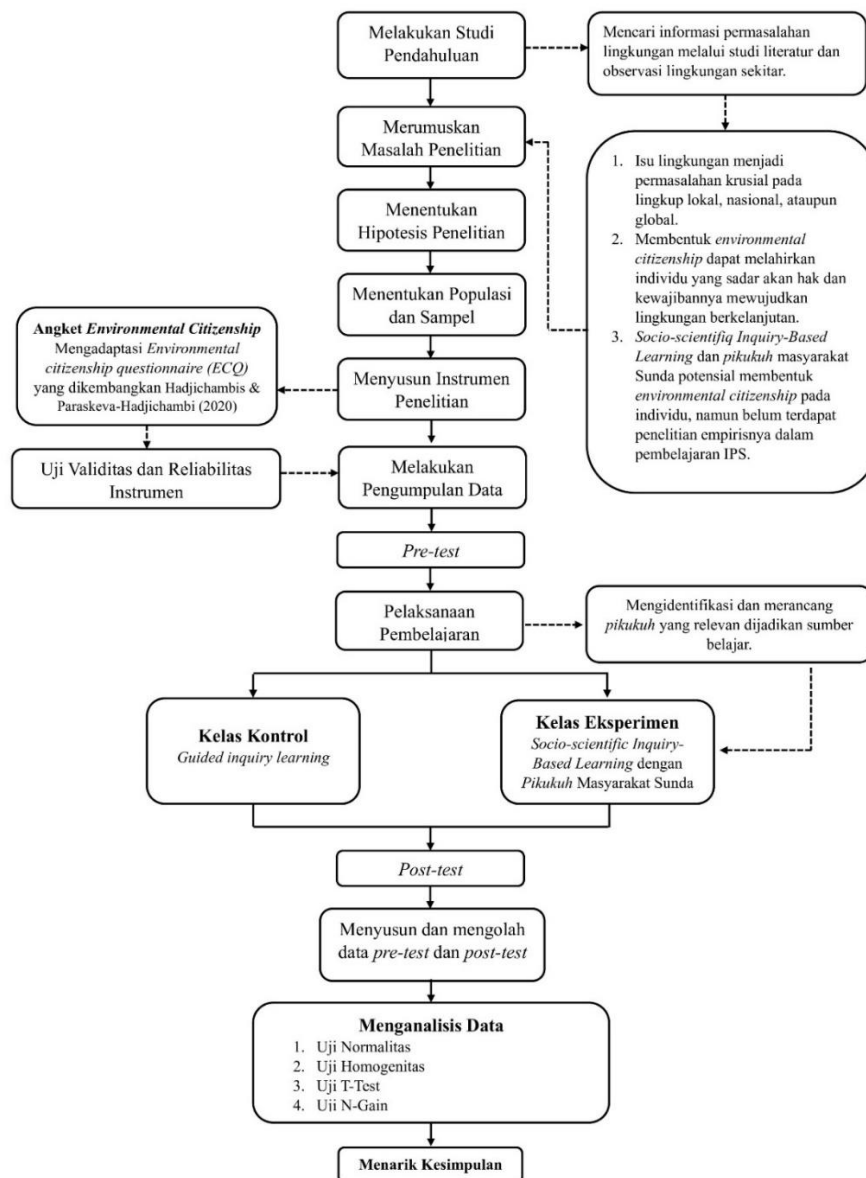 Melakukan Studi
Pendahuluan
Mencari informasi permasalahan
lingkungan melalui studi literatur dan
observasi lingkungan sekitar.
Merumuskan
Masalah Penelitian
1. Isu lingkungan menjadi
permasalahan krusial pada
lingkup lokal, nasional, ataupun
global.
2. Membentuk environmental
citizenship dapat melahirkan
individu yang sadar akan hak dan
kewajibannya mewujudkan
lingkungan berkelanjutan.
3. Socio-scientifiq Inquiry-Based
Learning dan pikukuh masyarakat
Sunda potensial membentuk
environmental citizenship pada
individu, namun belum terdapat
penelitian empirisnya dalam
pembelajaran IPS.
Menentukan
Hipotesis Penelitian
Menentukan Populasi
dan Sampel
Angket Environmental Citizenship
Mengadaptasi Environmental
citizenship questionnaire (ECQ)
yang dikembangkan Hadjichambis &
Paraskeva-Hadjichambi (2020)
Menyusun Instrumen
Penelitian
Uji Validitas dan Reliabilitas
Instrumen
Melakukan
Pengumpulan Data
Pre-test
Pelaksanaan
Pembelajaran
Mengidentifikasi dan merancang
pikukuh yang relevan dijadikan sumber
belajar.
Kelas Kontrol
Guided inquiry learning
Kelas Eksperimen
Socio-scientific Inquiry-
Based Learning dengan
Pikukuh Masyarakat Sunda
Post-test
Menyusun dan mengolah
data pre-test dan post-test
Menganalisis Data
1. Uji Normalitas
2. Uji Homogenitas
3. Uji T-Test
4. Uji N-Gain
Menarik Kesimpulan